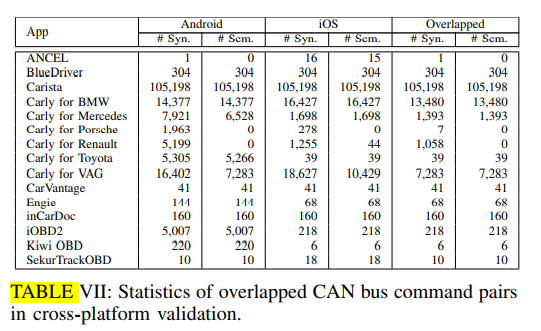 App Android iOS Overlapped
# Syn. # Sem. # Syn. # Sem. # Syn. # Sem.
ANCEL 1 0 16 15 1 0
BlueDriver 304 304 304 304 304 304
Carista 105,198 105,198 105,198 105,198 105,198 105,198
Carly for BMW 14,377 14,377 16,427 16,427 13,480 13,480
Carly for Mercedes 7,921 6,528 1,698 1,698 1,393 1,393
Carly for Porsche 1,963 0 278 0 7 0
Carly for Renault 5,199 0 1,255 44 1,058 0
Carly for Toyota 5,305 5,266 39 39 39 39
Carly for VAG 16,402 7,283 18,627 10,429 7,283 7,283
CarVantage 41 41 41 41 41 41
Engie 144 144 68 68 68 68
inCarDoc 160 160 160 160 160 160
iOBD2 5,007 5,007 218 218 218 218
Kiwi OBD 220 220 6 6 6 6
SekurTrackOBD 10 10 18 18 10 10
TABLE VII: Statistics of overlapped CAN bus command pairs
in cross-platform validation.